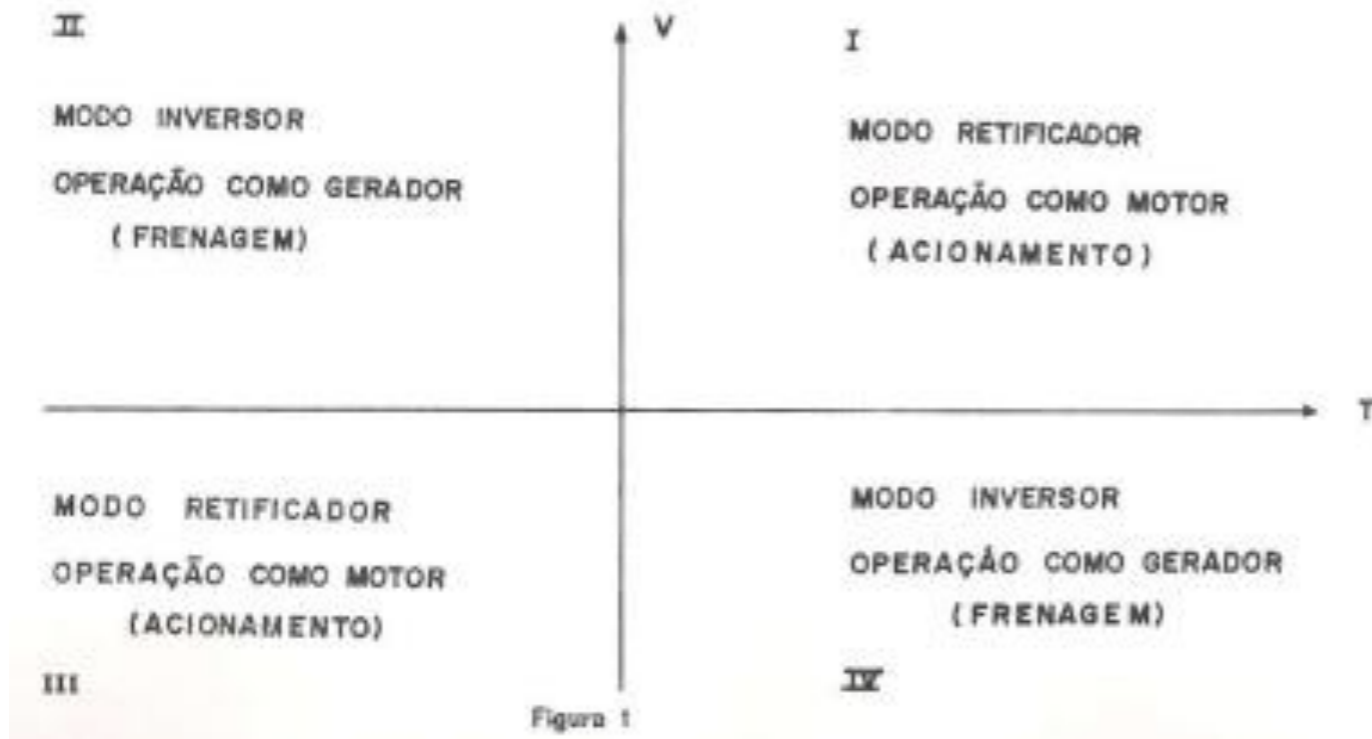 II
MODO INVERSOR
OPERAÇÃO COMO GERADOR
(FRENAGEM)
V
I
MODO RETIFICADOR
OPERAÇÃO COMO MOTOR
(ACIONAMENTO)
T
MODO RETIFICADOR
OPERAÇÃO COMO MOTOR
(ACIONAMENTO)
III
MODO INVERSOR
OPERAÇÃO COMO GERADOR
(FRENAGEM)
IV
Figura 1